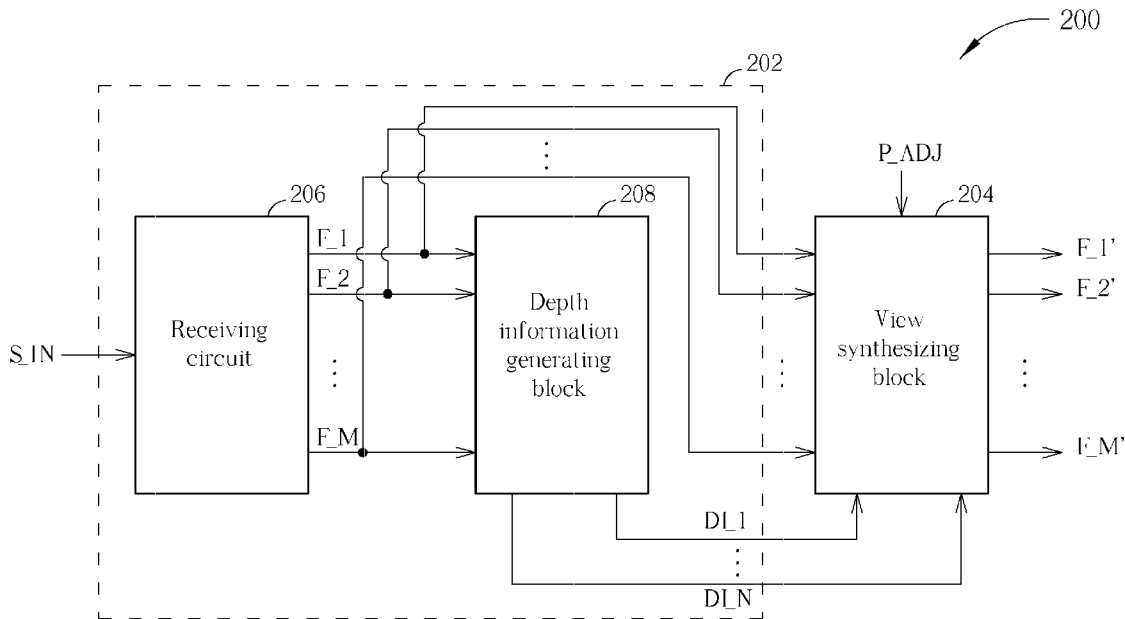 200
202
P_ADJ
206
208
204
F_1
F_1'
F_2
F_2'
Receiving
circuit
Depth
information
generating
block
View
synthesizing
block
S_IN
F_M
F_M'
DI_1
DI_N